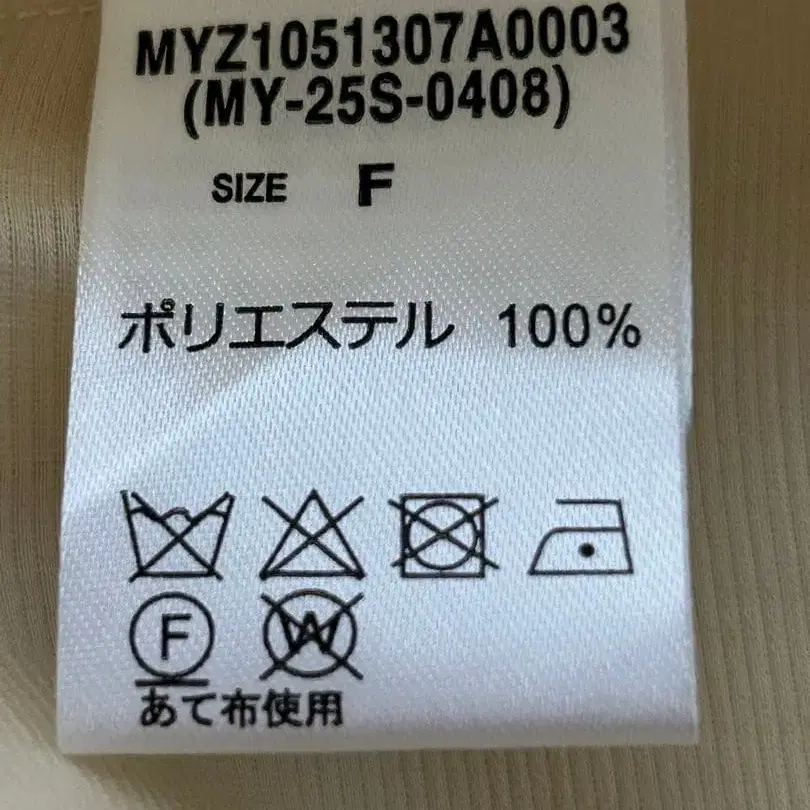 MYZ1051307A0003
(MY-25S-0408)
SIZE F
ポリエステル 100%
F W
あて布使用